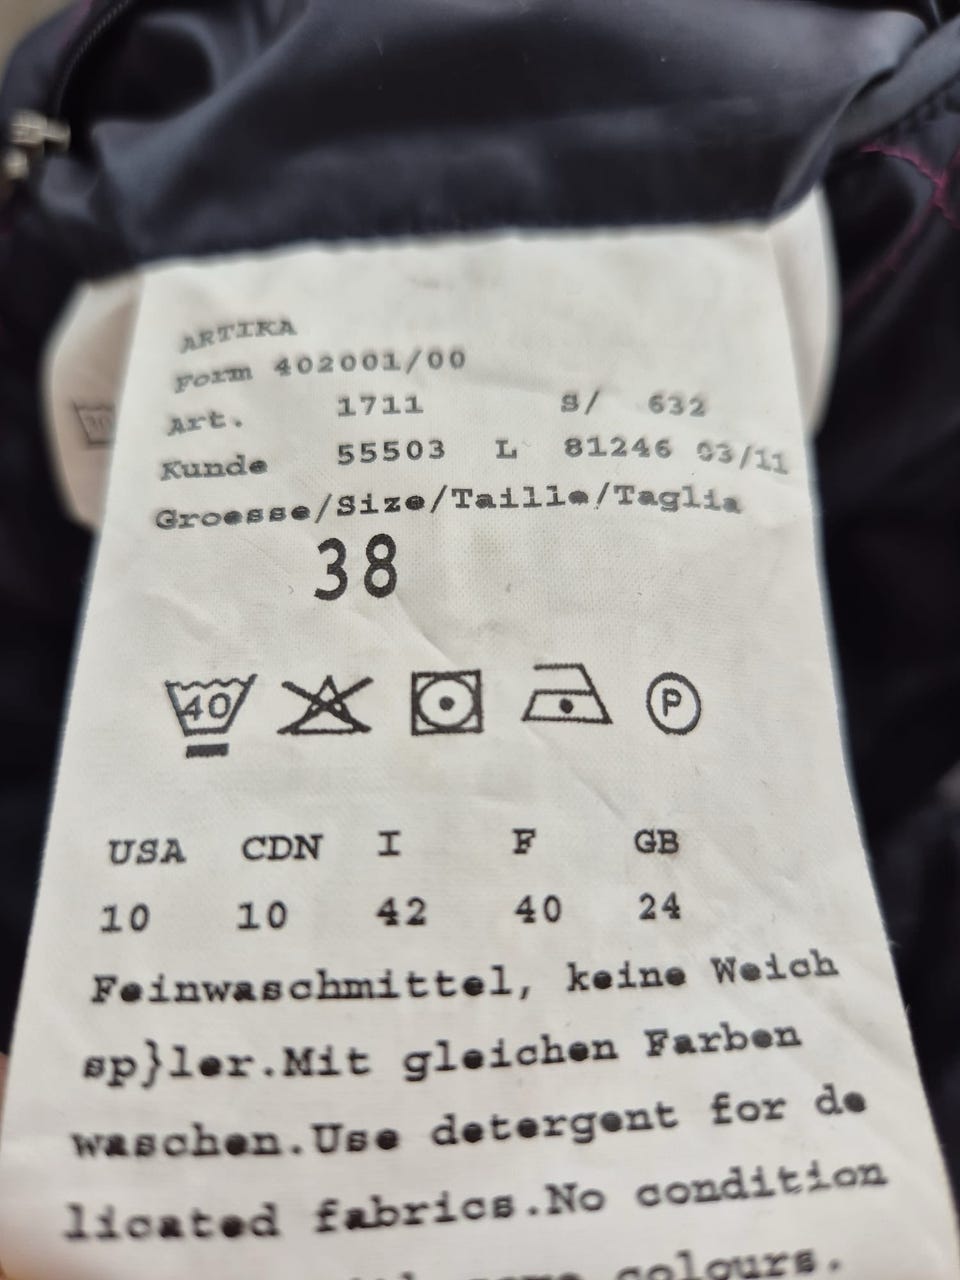 ARTIKA
Form 402001/00
Art. 1711 S/ 632
Kunde 55503 L 81246 03/11
Groesse/Size/Taille/Taglia
38
40
P
USA CDN I F GB
10 10 42 40 24
Feinwaschmittel, keine Weich
sp}ler.Mit gleichen Farben
waschen.Use detergent for de
licated fabrics.No condition
colours.